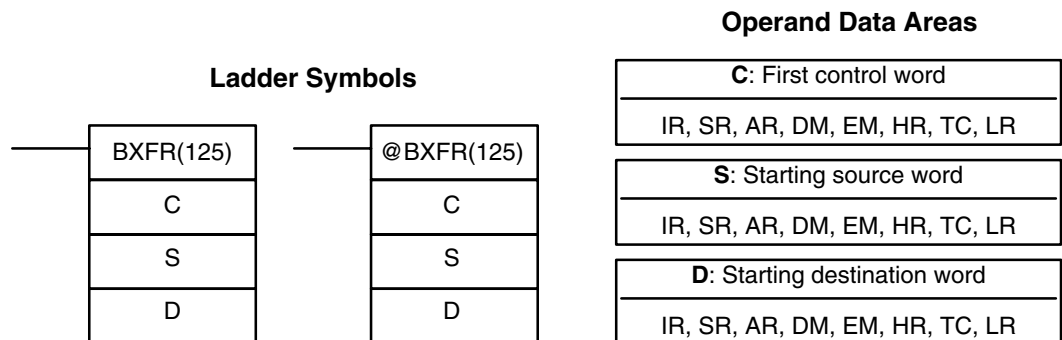 Ladder Symbols
BXFR(125)
C
S
D
@BXFR(125)
C
S
D
Operand Data Areas
C: First control word
IR, SR, AR, DM, EM, HR, TC, LR
S: Starting source word
IR, SR, AR, DM, EM, HR, TC, LR
D: Starting destination word
IR, SR, AR, DM, EM, HR, TC, LR